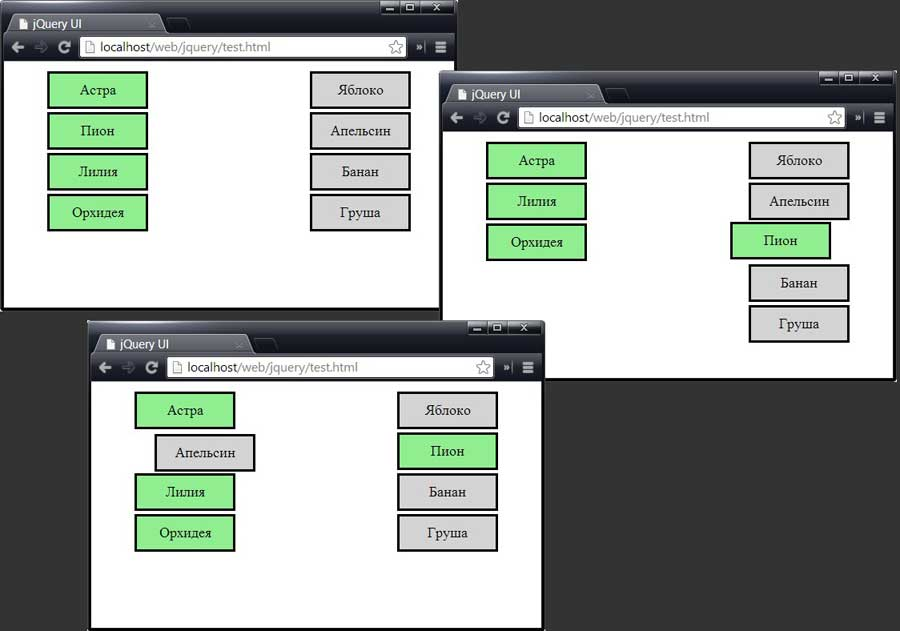 jQuery UI
localhost/web/jquery/test.html
Астра
Яблоко
Пион
Апельсин
Лилия
Банан
Орхидея
Груша
jQuery UI
localhost/web/jquery/test.html
Астра
Яблоко
Лилия
Апельсин
Орхидея
Пион
Банан
Груша
jQuery UI
localhost/web/jquery/test.html
Астра
Яблоко
Апельсин
Пион
Лилия
Банан
Орхидея
Груша